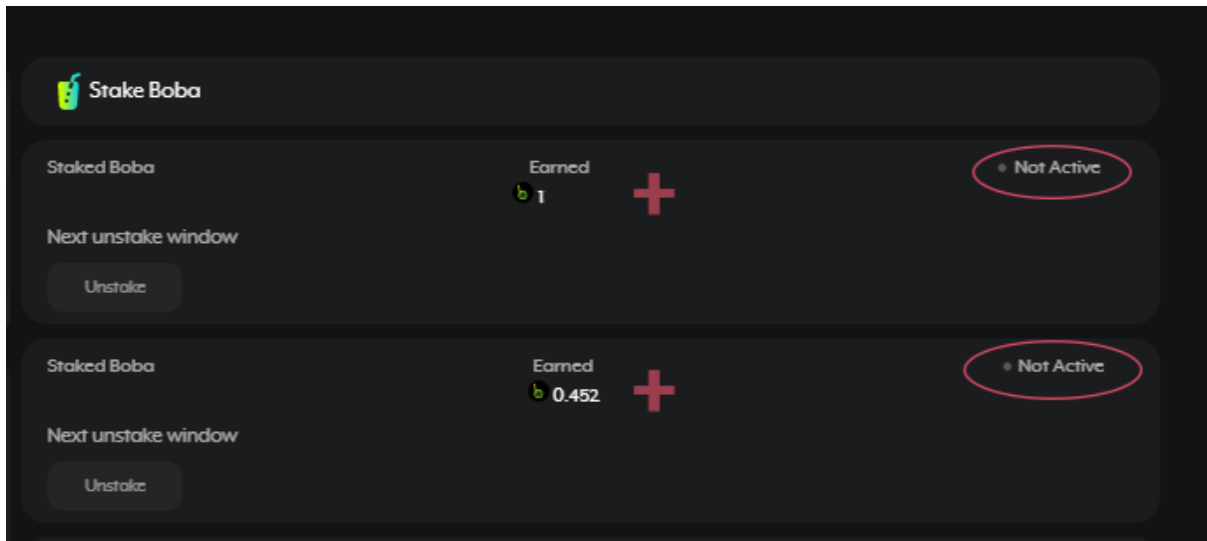 Stake Boba
Staked Boba Earned Not Active
1
Next unstake window
Unstake
Staked Boba Earned Not Active
0.452
Next unstake window
Unstake